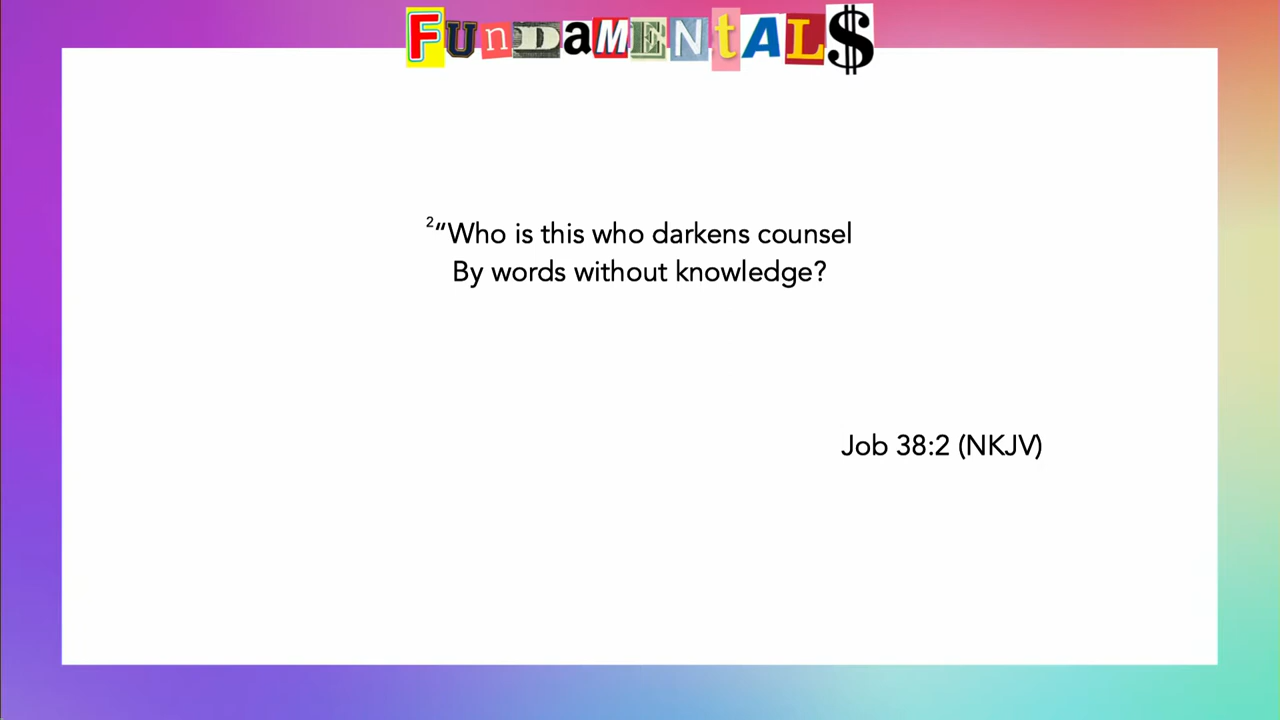 FUnDaMENtAL$
²“Who is this who darkens counsel
By words without knowledge?
Job 38:2 (NKJV)